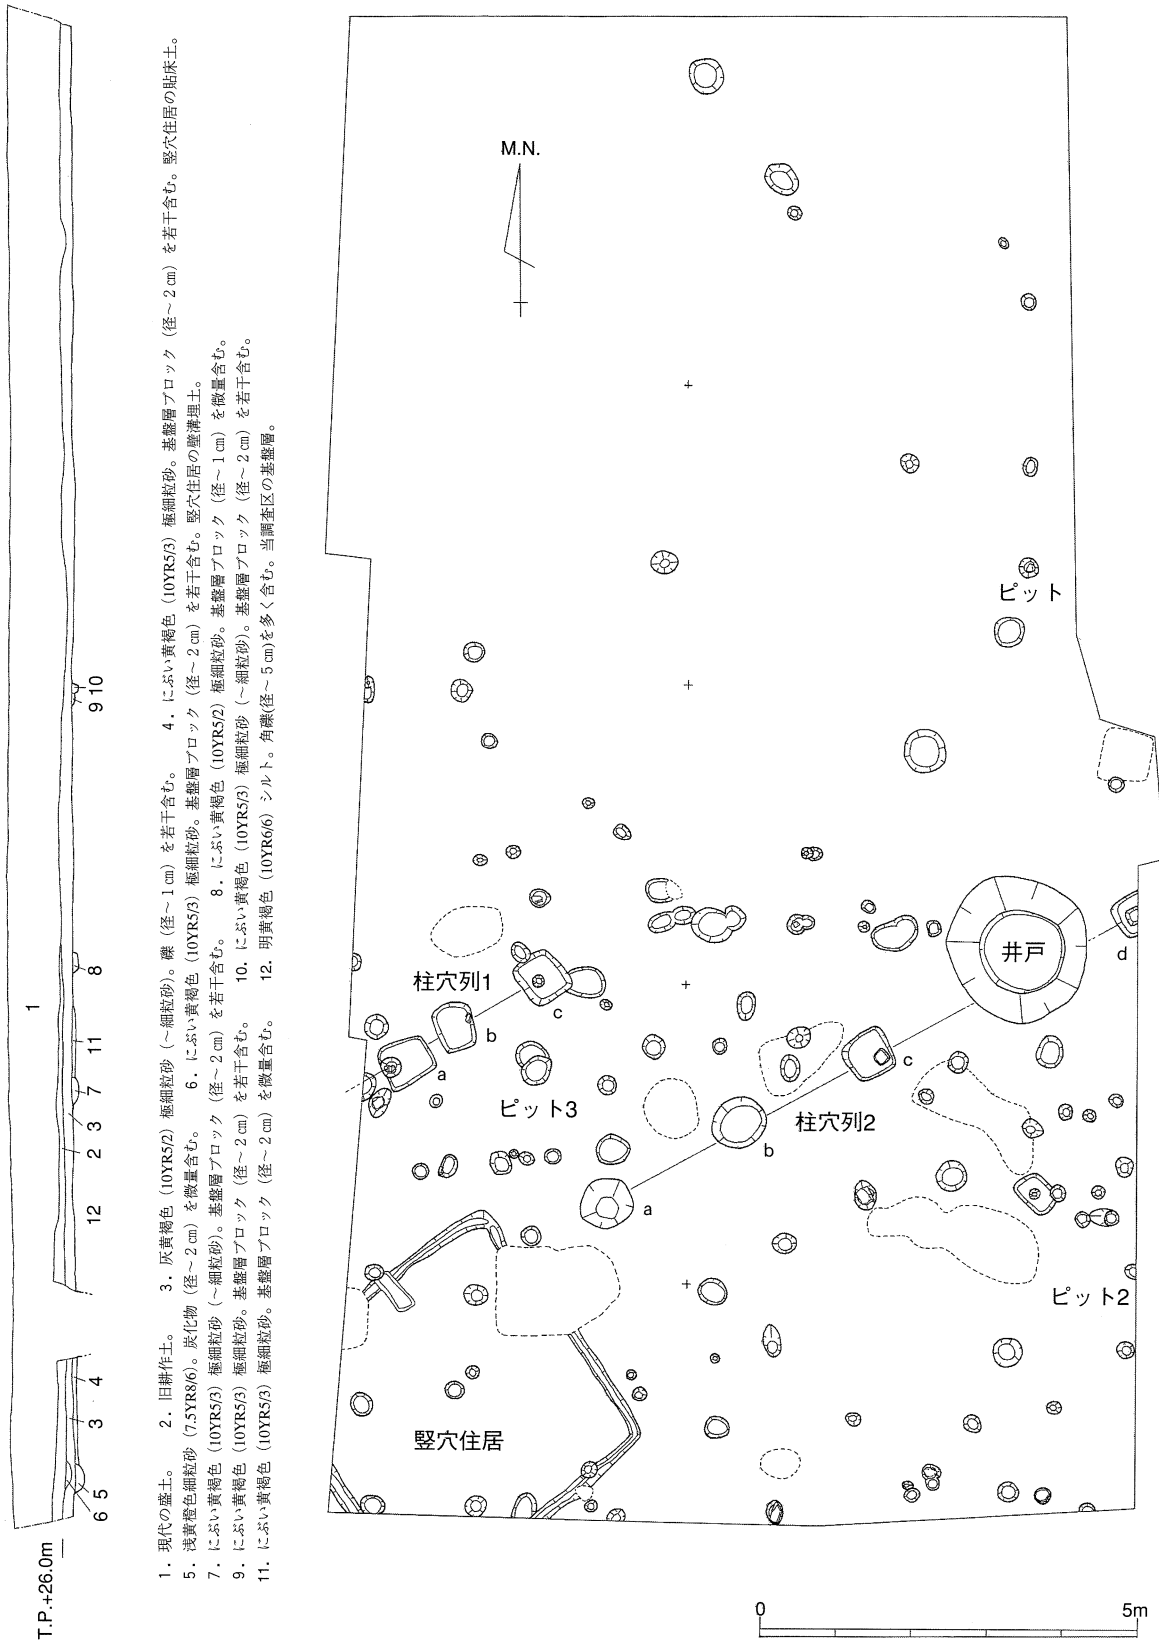 T.P.+26.0m
6 5
3
4
12
2
3
7
11
8
9 10
1
1．現代の盛土。　2．旧耕作土。　3．灰黄褐色（10YR5/2）極細粒砂（～細粒砂）。礫（径～1㎝）を若干含む。　4．にぶい黄褐色（10YR5/3）極細粒砂。基盤層ブロック（径～2㎝）を若干含む。竪穴住居の貼床土。
5．浅黄橙色細粒砂（7.5YR8/6）。炭化物（径～2㎝）を微量含む。　6．にぶい黄褐色（10YR5/3）極細粒砂。基盤層ブロック（径～2㎝）を若干含む。竪穴住居の壁溝埋土。
7．にぶい黄褐色（10YR5/3）極細粒砂（～細粒砂）。基盤層ブロック（径～2㎝）を若干含む。　8．にぶい黄褐色（10YR5/2）極細粒砂。基盤層ブロック（径～1㎝）を微量含む。
9．にぶい黄褐色（10YR5/3）極細粒砂。基盤層ブロック（径～2㎝）を若干含む。　10．にぶい黄褐色（10YR5/3）極細粒砂（～細粒砂）。基盤層ブロック（径～2㎝）を若干含む。
11．にぶい黄褐色（10YR5/3）極細粒砂。基盤層ブロック（径～2㎝）を微量含む。　12．明黄褐色（10YR6/6）シルト。角礫(径～5㎝)を多く含む。当調査区の基盤層。
M.N.
ピット
井戸
d
柱穴列1
a
b
c
ピット3
柱穴列2
a
b
c
ピット2
竪穴住居
0
5m